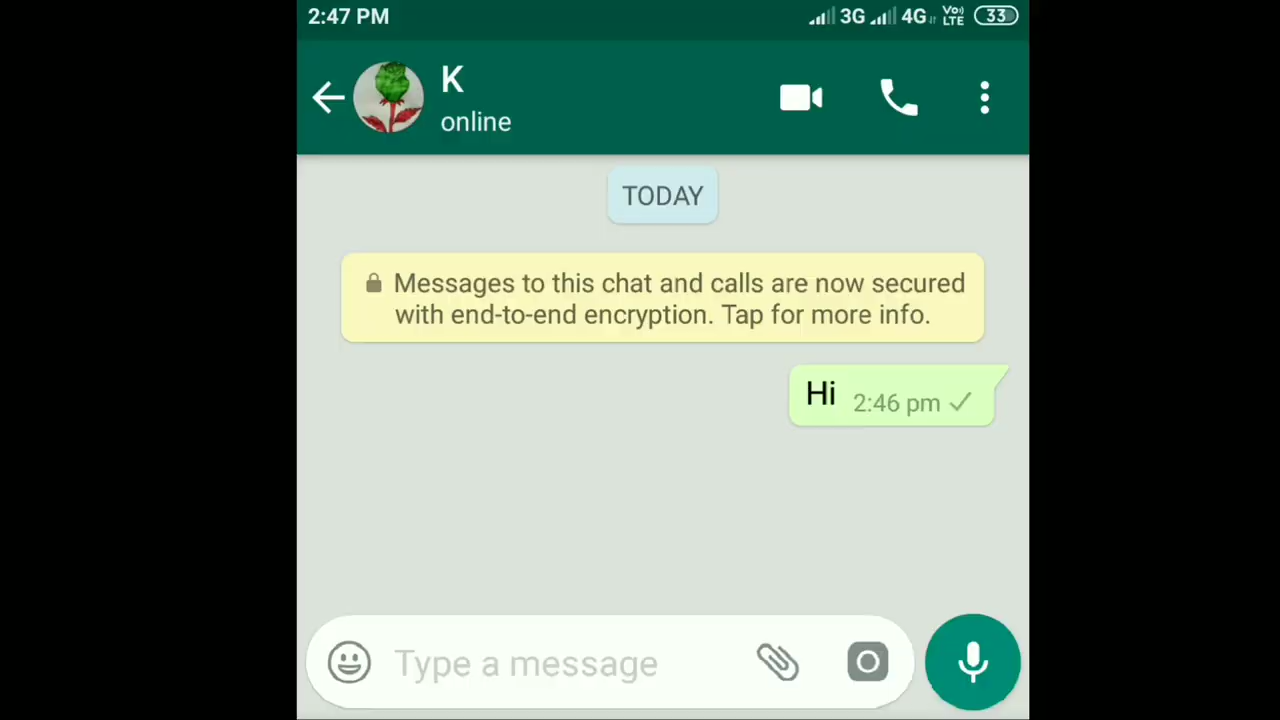 2:47 PM 3G 4G Vo)) LTE 33
K
online
TODAY
Messages to this chat and calls are now secured
with end-to-end encryption. Tap for more info.
Hi 2:46 pm
Type a message